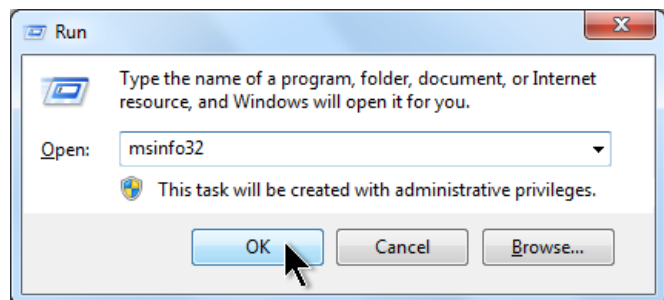 Run
Type the name of a program, folder, document, or Internet
resource, and Windows will open it for you.
Open: msinfo32
This task will be created with administrative privileges.
OK Cancel Browse...